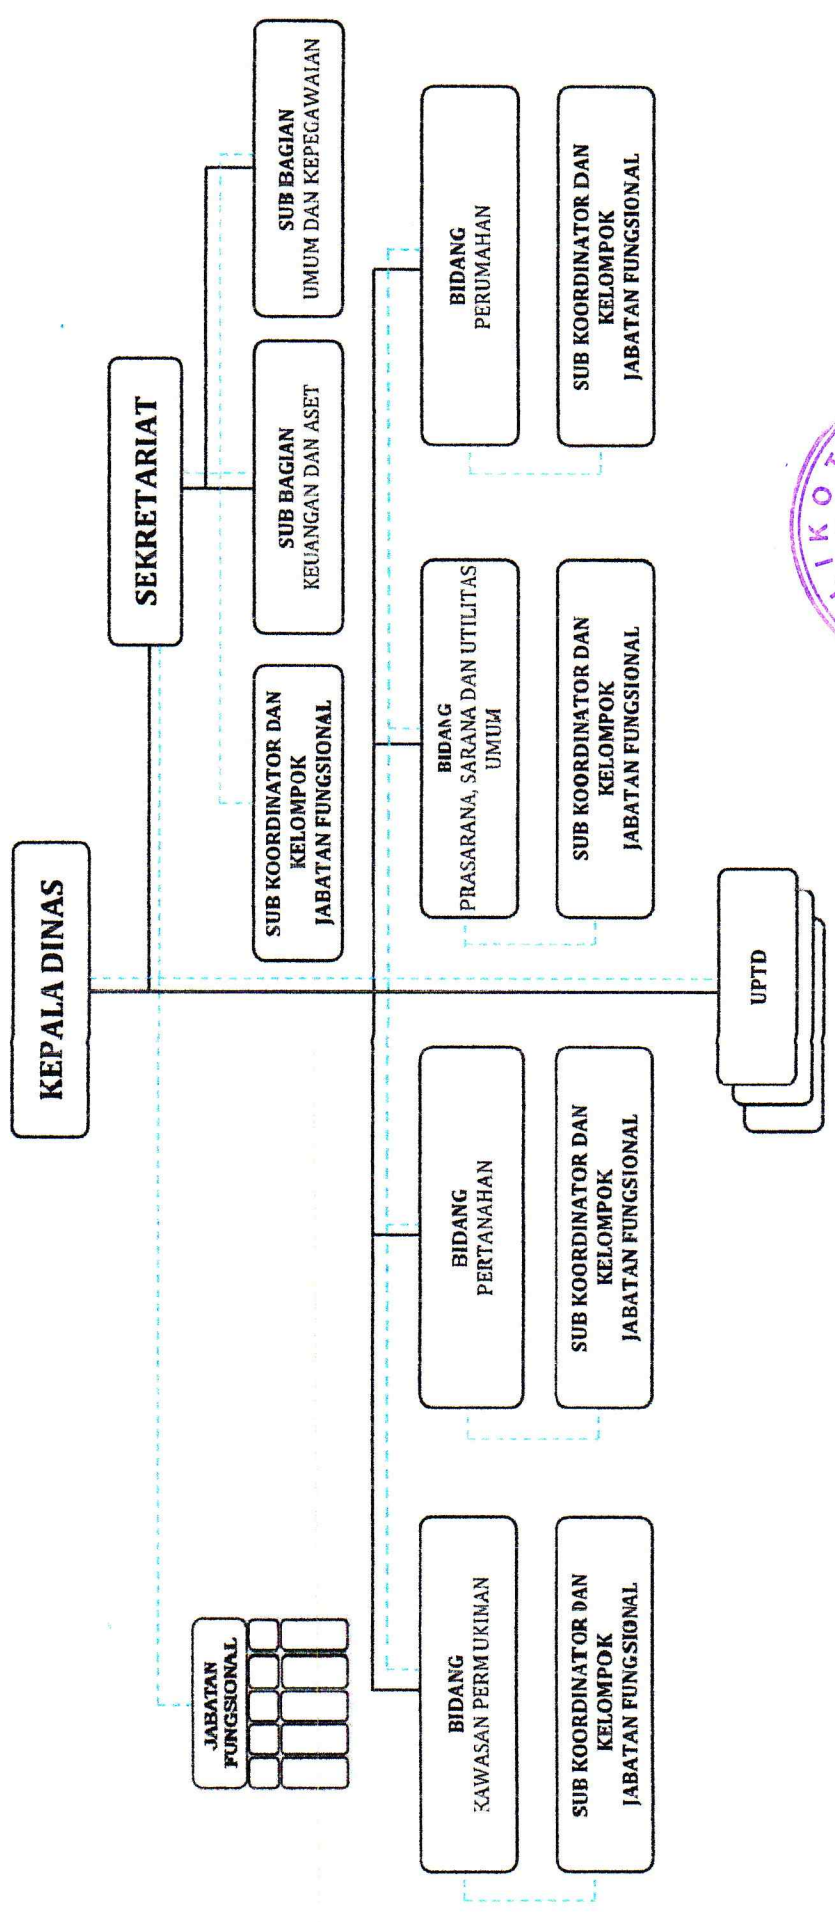 KEPALA DINAS
SEKRETARIAT
JABATAN
FUNGSIONAL
SUB KOORDINATOR DAN
KELOMPOK
JABATAN FUNGSIONAL
SUB BAGIAN
KEUANGAN DAN ASET
SUB BAGIAN
UMUM DAN KEPEGAWAIAN
BIDANG
KAWASAN PERMUKIMAN
BIDANG
PERTANAHAN
BIDANG
PRASARANA, SARANA DAN UTILITAS
UMUM
BIDANG
PERUMAHAN
SUB KOORDINATOR DAN
KELOMPOK
JABATAN FUNGSIONAL
SUB KOORDINATOR DAN
KELOMPOK
JABATAN FUNGSIONAL
SUB KOORDINATOR DAN
KELOMPOK
JABATAN FUNGSIONAL
SUB KOORDINATOR DAN
KELOMPOK
JABATAN FUNGSIONAL
UPTD